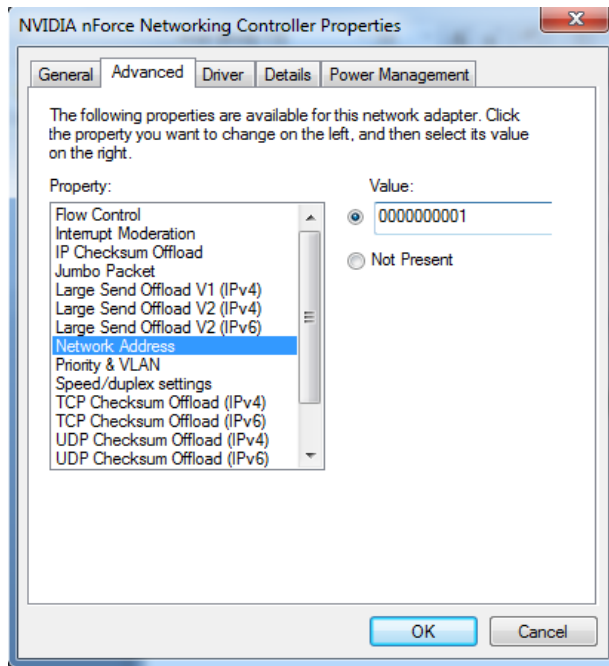 NVIDIA nForce Networking Controller Properties
General Advanced Driver Details Power Management
The following properties are available for this network adapter. Click
the property you want to change on the left, and then select its value
on the right.
Property:
Value:
Flow Control
Interrupt Moderation
IP Checksum Offload
Jumbo Packet
Large Send Offload V1 (IPv4)
Large Send Offload V2 (IPv4)
Large Send Offload V2 (IPv6)
Network Address
Priority & VLAN
Speed/duplex settings
TCP Checksum Offload (IPv4)
TCP Checksum Offload (IPv6)
UDP Checksum Offload (IPv4)
UDP Checksum Offload (IPv6)
0000000001
Not Present
OK Cancel